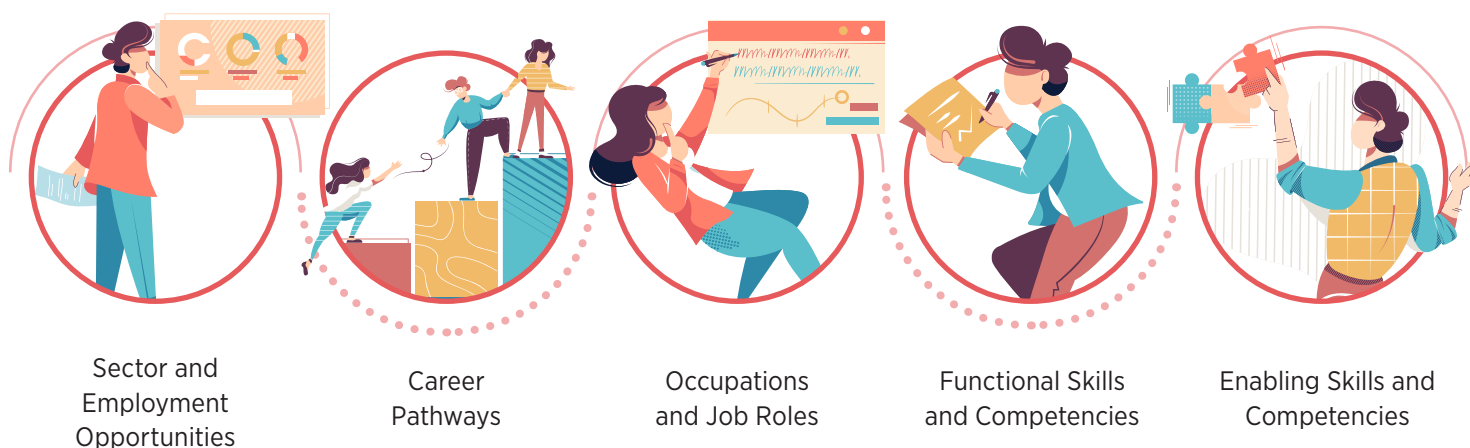 Sector and
Employment
Opportunities
Career
Pathways
Occupations
and Job Roles
Functional Skills
and Competencies
Enabling Skills and
Competencies